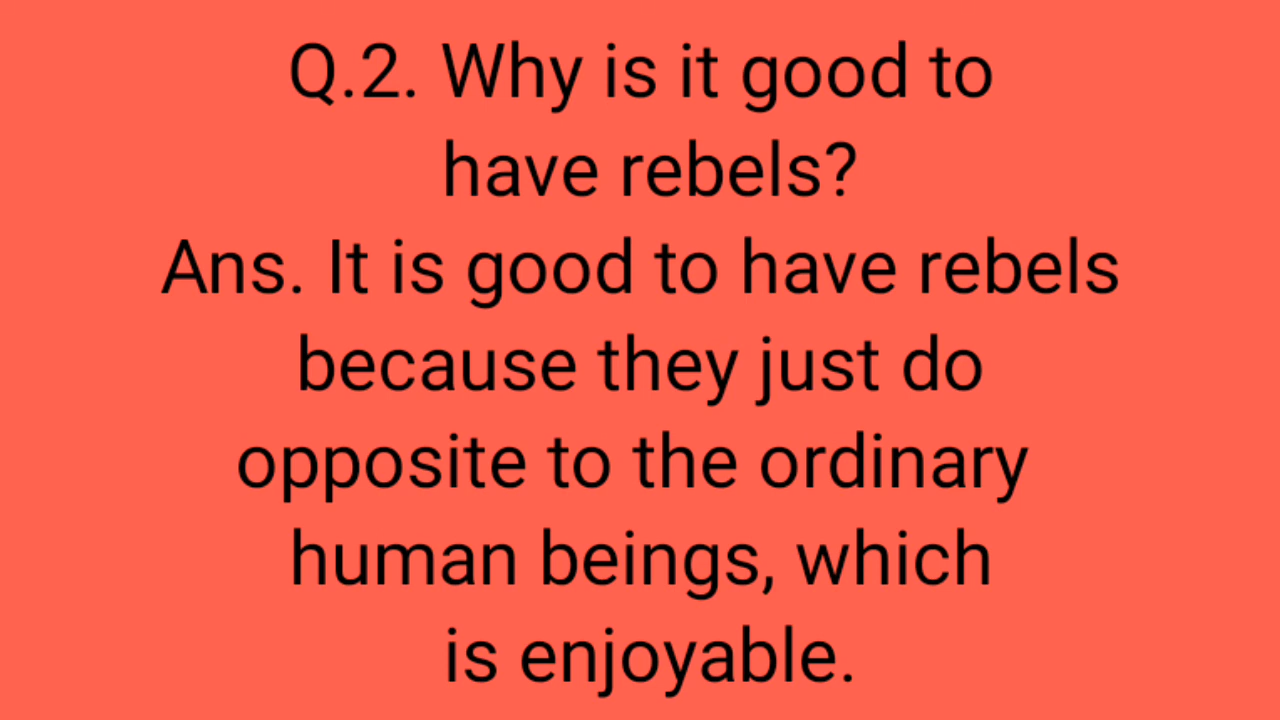 Q.2. Why is it good to
have rebels?
Ans. It is good to have rebels
because they just do
opposite to the ordinary
human beings, which
is enjoyable.